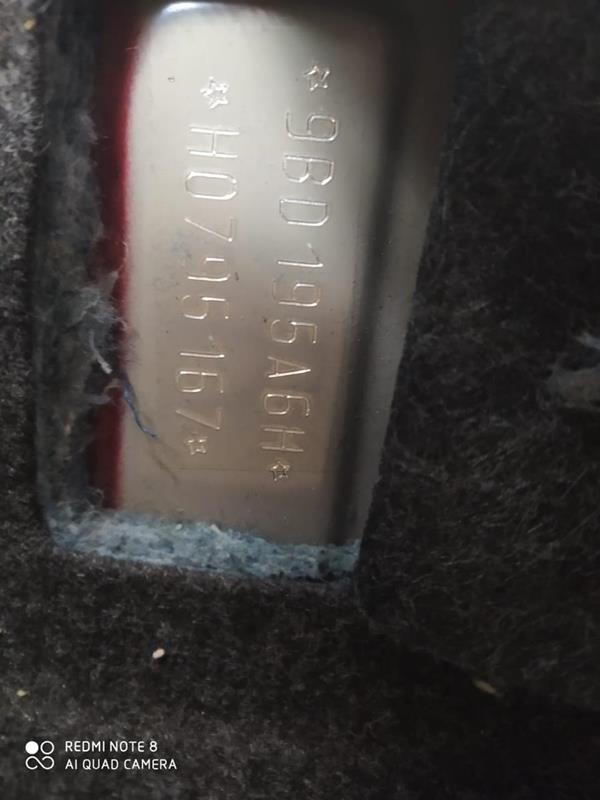 ☆9BD195A6H☆
☆H0795167☆
REDMI NOTE 8
AI QUAD CAMERA